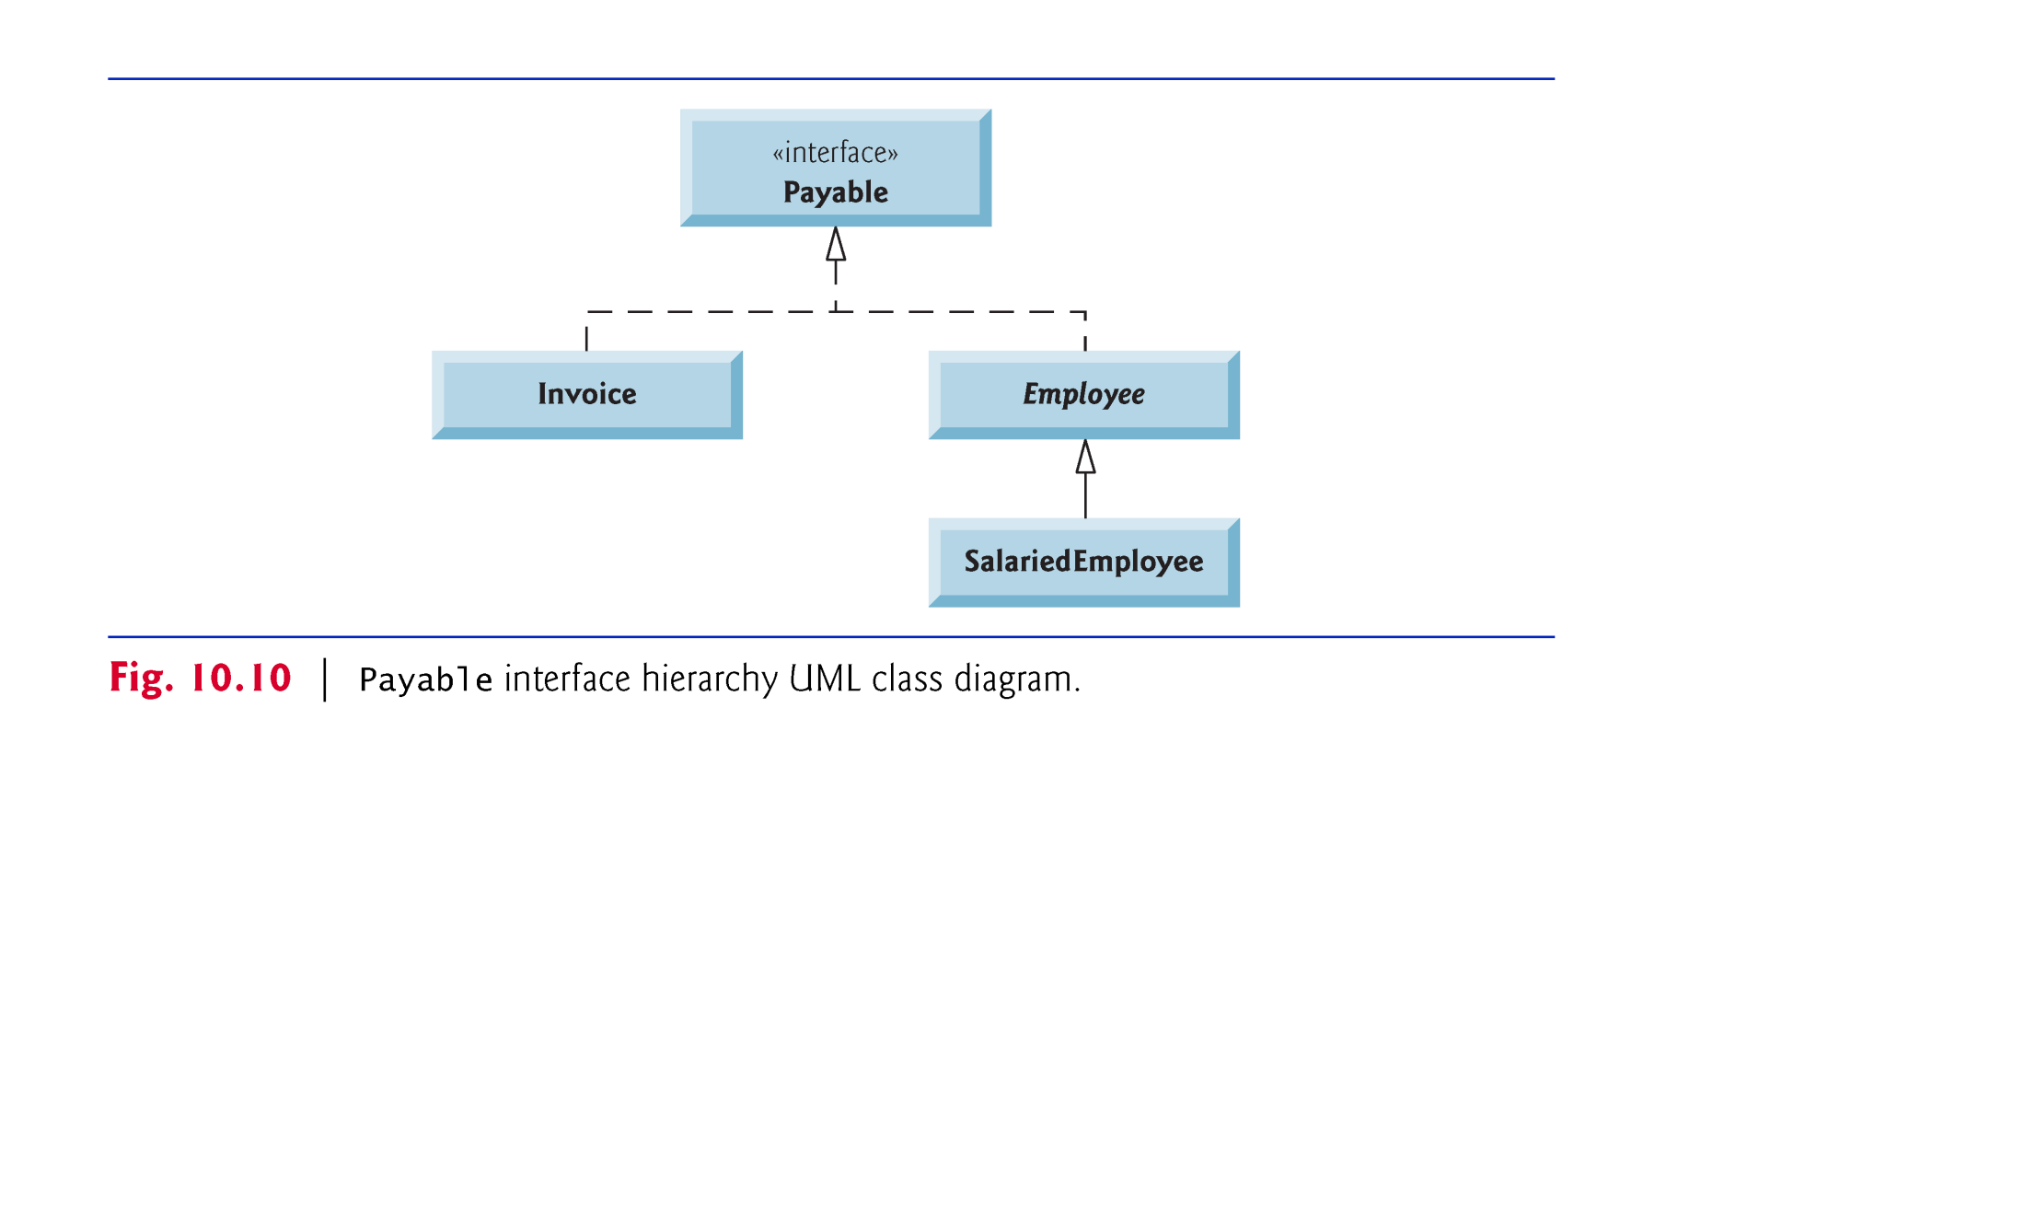 «interface»
Payable
Invoice
Employee
SalariedEmployee
Fig. 10.10 | Payable interface hierarchy UML class diagram.